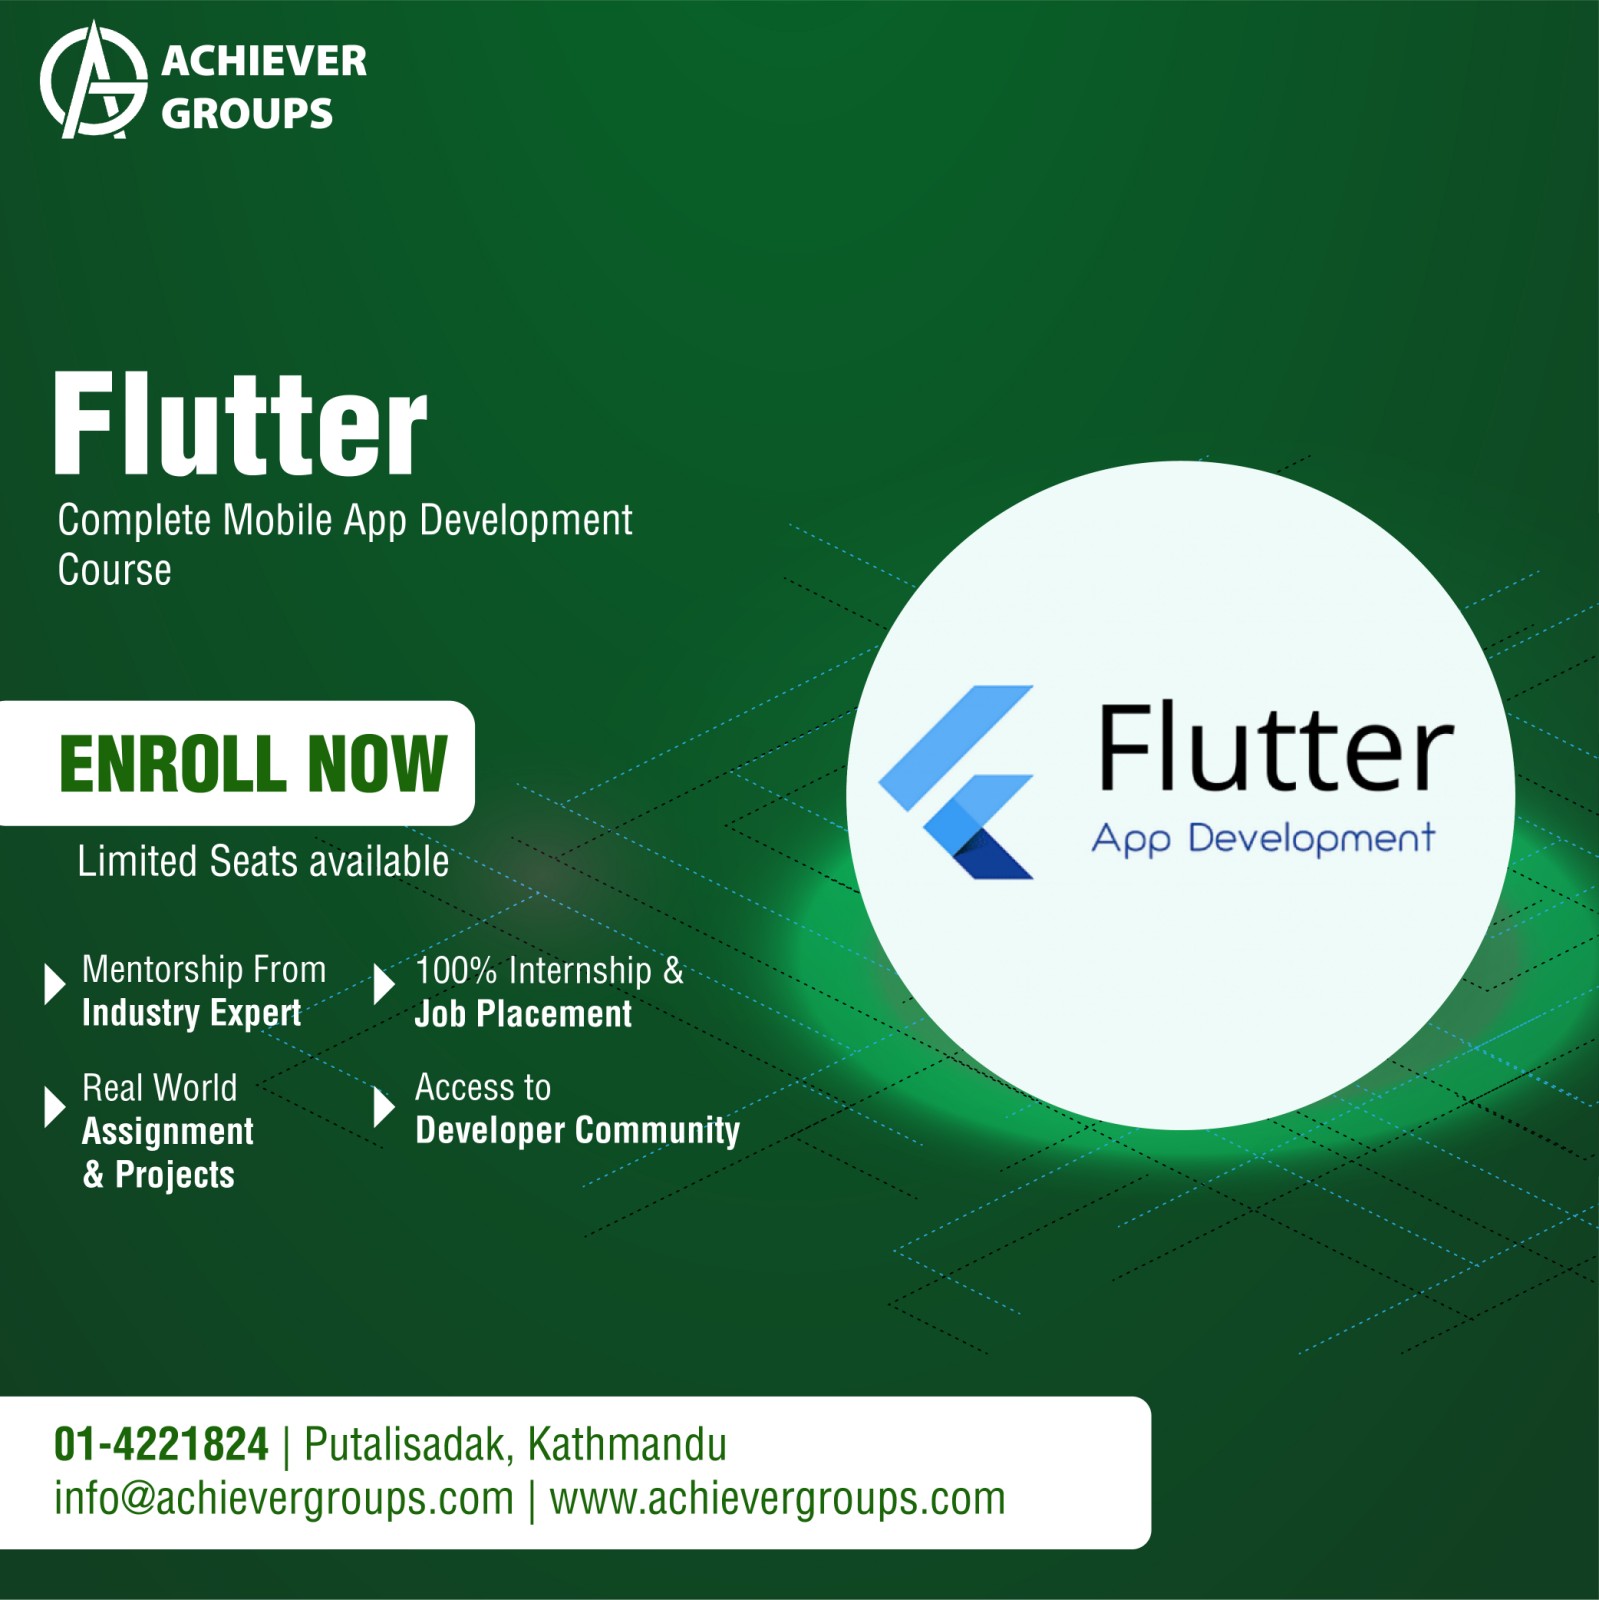 ACHIEVER
GROUPS
Flutter
Complete Mobile App Development
Course
ENROLL NOW
Limited Seats available
Mentorship From
Industry Expert
100% Internship &
Job Placement
Real World
Assignment
& Projects
Access to
Developer Community
Flutter
App Development
01-4221824 | Putalisadak, Kathmandu
info@achievergroups.com | www.achievergroups.com